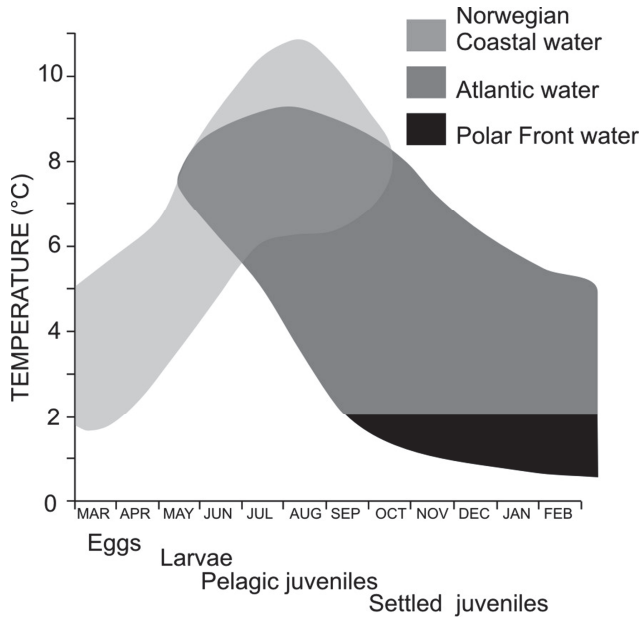 Norwegian
Coastal water
Atlantic water
Polar Front water
TEMPERATURE (°C)
10
8
6
4
2
0
MAR APR MAY JUN JUL AUG SEP OCT NOV DEC JAN FEB
Eggs
Larvae
Pelagic juveniles
Settled juveniles